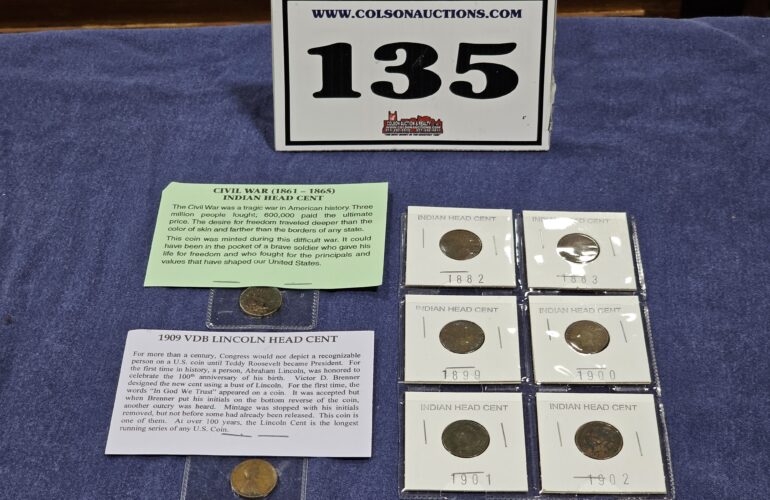 WWW.COLSONAUCTIONS.COM
135
COLSON AUCTION & REALTY
WWW.COLSONAUCTIONS.COM
CIVIL WAR (1861 – 1865)
INDIAN HEAD CENT
The Civil War was a tragic war in American history. Three
million people fought; 600,000 paid the ultimate
price. The desire for freedom traveled deeper than the
color of skin and farther than the borders of any state.
This coin was minted during this difficult war. It could
have been in the pocket of a brave soldier who gave his
life for freedom and who fought for the principals and
values that have shaped our United States.
1909 VDB LINCOLN HEAD CENT
For more than a century, Congress would not depict a recognizable
person on a U.S. coin until Teddy Roosevelt became President. For
the first time in history, a person, Abraham Lincoln, was honored to
celebrate the 100th anniversary of his birth. Victor D. Brenner
designed the new cent using a bust of Lincoln. For the first time, the
words "In God We Trust" appeared on a coin. It was accepted but
when Brenner put his initials on the bottom reverse of the coin,
another outcry was heard. Mintage was stopped with his initials
removed, but not before some had already been released. This coin is
one of them. At over 100 years, the Lincoln Cent is the longest
running series of any U.S. Coin.
INDIAN HEAD CENT
1882
INDIAN HEAD CENT
1883
INDIAN HEAD CENT
1899
INDIAN HEAD CENT
1900
INDIAN HEAD CENT
1901
INDIAN HEAD CENT
1902